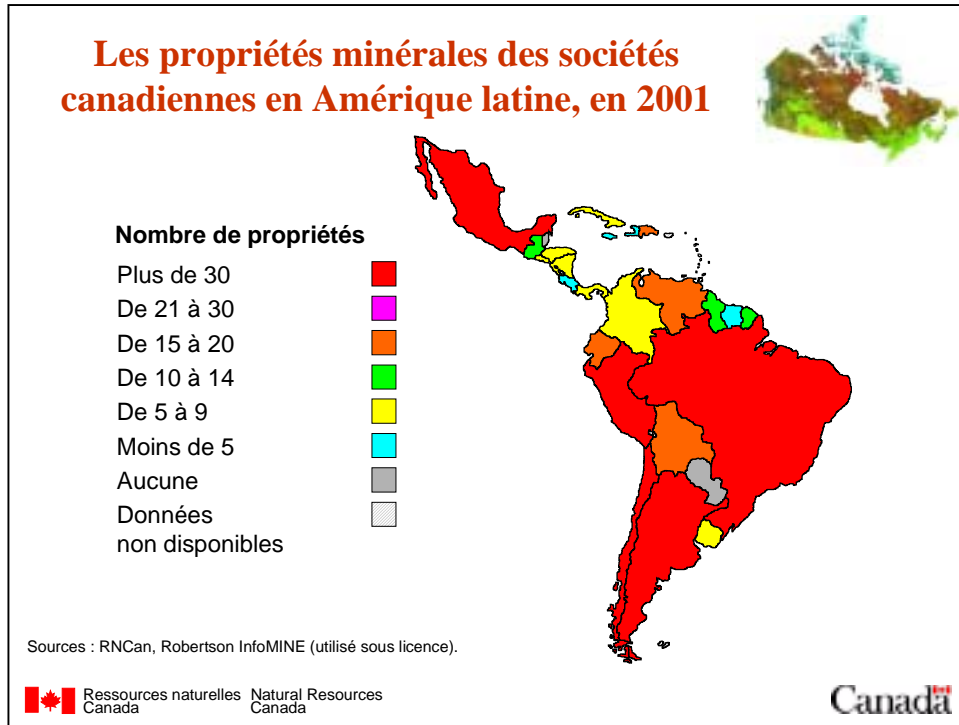 Les propriétés minérales des sociétés
canadiennes en Amérique latine, en 2001
Nombre de propriétés
Plus de 30
De 21 à 30
De 15 à 20
De 10 à 14
De 5 à 9
Moins de 5
Aucune
Données
non disponibles
Sources : RNCan, Robertson InfoMINE (utilisé sous licence).
Ressources naturelles Natural Resources
Canada Canada
Canada